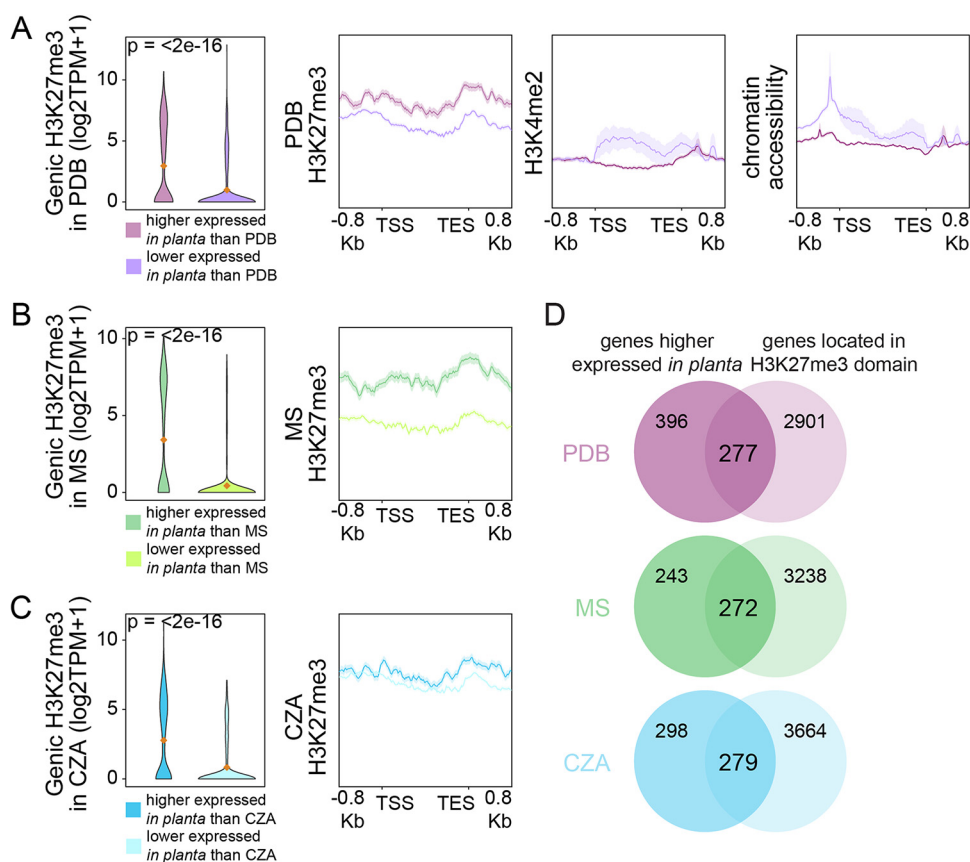 A
Genic H3K27me3
in PDB (log2TPM+1)
p = <2e-16
10
5
0
higher expressed
in planta than PDB
lower expressed
in planta than PDB
PDB
H3K27me3
-0.8
Kb
TSS
TES
0.8
Kb
H3K4me2
-0.8
Kb
TSS
TES
0.8
Kb
chromatin
accessibility
-0.8
Kb
TSS
TES
0.8
Kb
B
Genic H3K27me3
in MS (log2TPM+1)
p = <2e-16
10
5
0
higher expressed
in planta than MS
lower expressed
in planta than MS
MS
H3K27me3
-0.8
Kb
TSS
TES
0.8
Kb
C
Genic H3K27me3
in CZA (log2TPM+1)
p = <2e-16
10
5
0
higher expressed
in planta than CZA
lower expressed
in planta than CZA
CZA
H3K27me3
-0.8
Kb
TSS
TES
0.8
Kb
D
genes higher
expressed in planta
genes located in
H3K27me3 domain
PDB
396
277
2901
MS
243
272
3238
CZA
298
279
3664